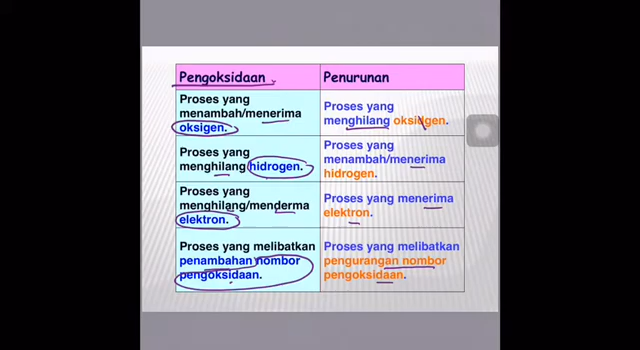 Pengoksidaan
Penurunan
Proses yang
menambah/menerima
oksigen.
Proses yang
menghilang oksidgen.
Proses yang
menghilang hidrogen.
Proses yang
menambah/menerima
hidrogen.
Proses yang
menghilang/menderma
elektron.
Proses yang menerima
elektron.
Proses yang melibatkan
penambahan nombor
pengoksidaan.
Proses yang melibatkan
pengurangan nombor
pengoksidaan.